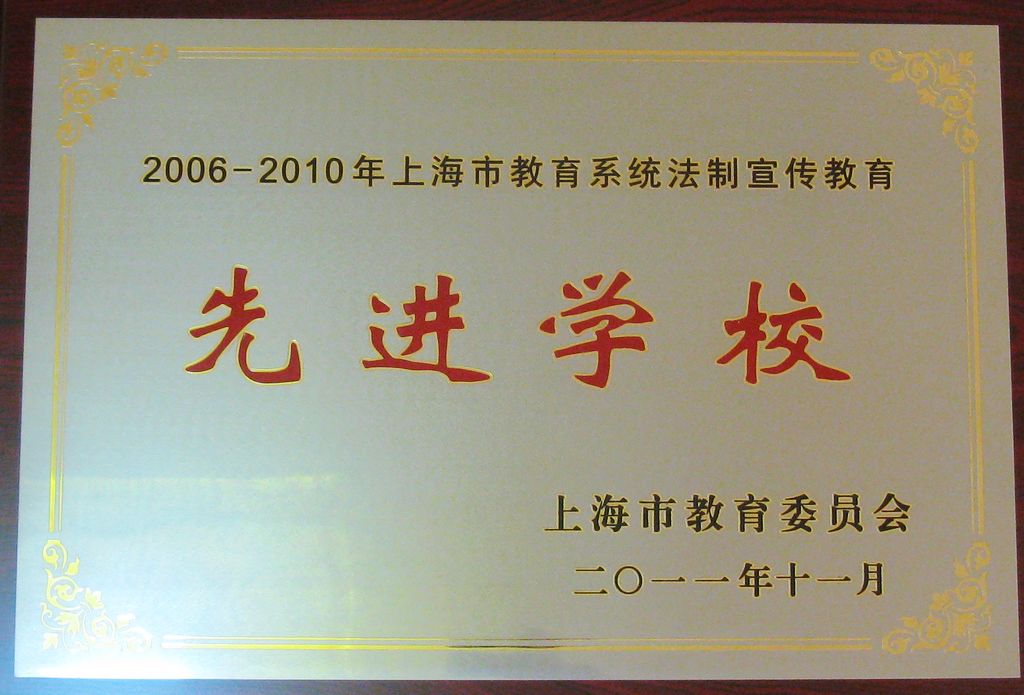 2006-2010年上海市教育系统法制宣传教育
先进学校
上海市教育委员会
二〇一一年十一月